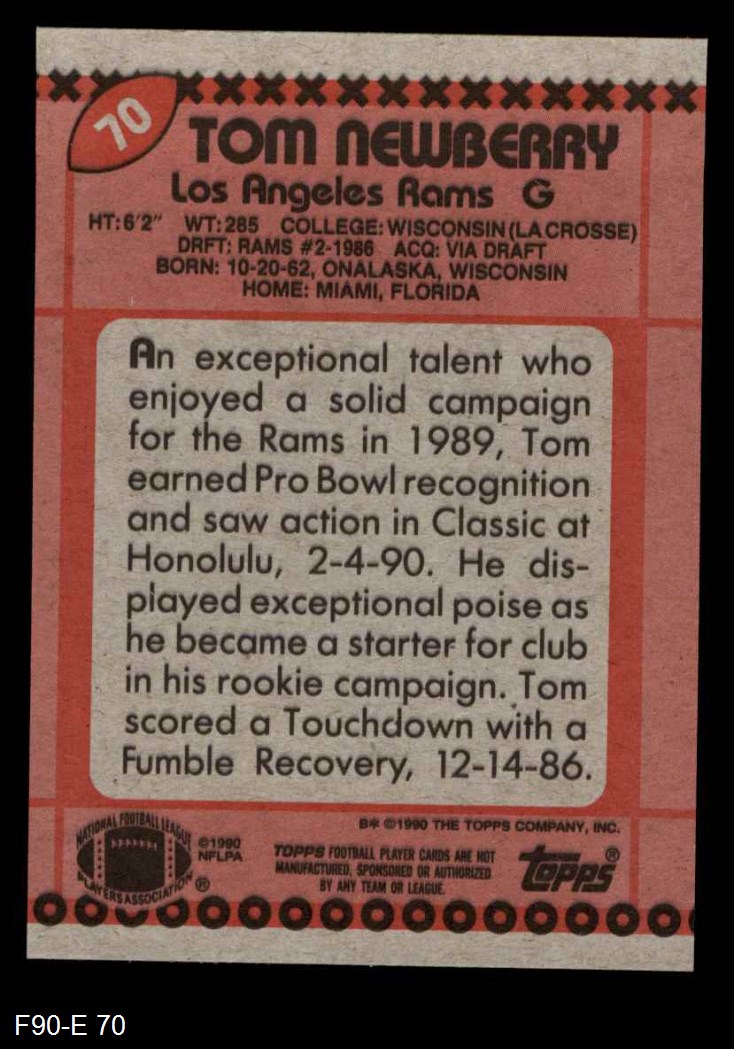 70
TOM NEWBERRY
Los Angeles Rams G
HT:6'2" WT:285 COLLEGE:WISCONSIN(LA CROSSE)
DRFT: RAMS #2-1986 ACQ: VIA DRAFT
BORN: 10-20-62, ONALASKA, WISCONSIN
HOME: MIAMI, FLORIDA
An exceptional talent who
enjoyed a solid campaign
for the Rams in 1989, Tom
earned Pro Bowl recognition
and saw action in Classic at
Honolulu, 2-4-90. He dis-
played exceptional poise as
he became a starter for club
in his rookie campaign. Tom
scored a Touchdown with a
Fumble Recovery, 12-14-86.
NATIONAL FOOTBALL LEAGUE
PLAYERS ASSOCIATION ®
©1990
NFLPA
B* ©1990 THE TOPPS COMPANY, INC.
TOPPS FOOTBALL PLAYER CARDS ARE NOT
MANUFACTURED, SPONSORED OR AUTHORIZED
BY ANY TEAM OR LEAGUE.
topps®
F90-E 70